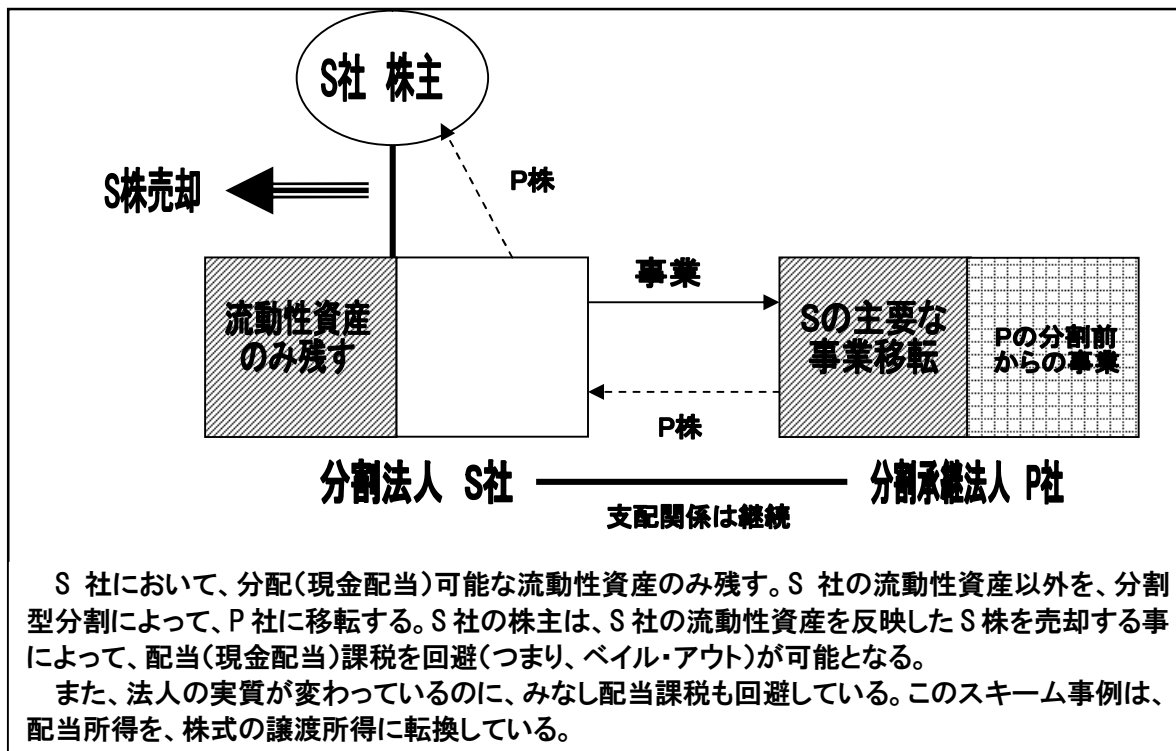 S社 株主
S株売却
P株
流動性資産
のみ残す
事業
P株
Sの主要な
事業移転
Pの分割前
からの事業
分割法人 S社
支配関係は継続
分割承継法人 P社
S 社において、分配(現金配当)可能な流動性資産のみ残す。S 社の流動性資産以外を、分割
型分割によって、P 社に移転する。S 社の株主は、S 社の流動性資産を反映した S 株を売却する事
によって、配当(現金配当)課税を回避(つまり、ベイル・アウト)が可能となる。
また、法人の実質が変わっているのに、みなし配当課税も回避している。このスキーム事例は、
配当所得を、株式の譲渡所得に転換している。